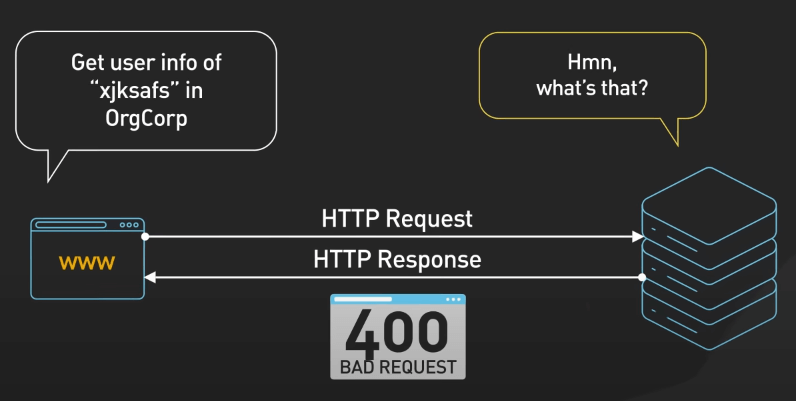 Get user info of
“xjksafs” in
OrgCorp
Hmn,
what's that?
HTTP Request
HTTP Response
www
400
BAD REQUEST